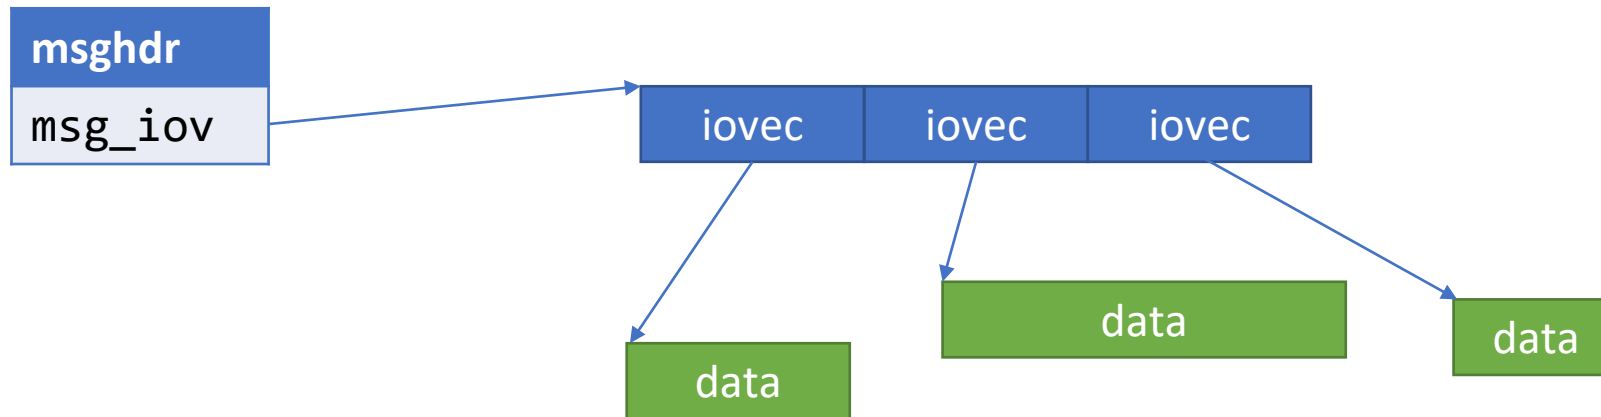 msghdr
msg_iov
iovec iovec iovec
data
data
data